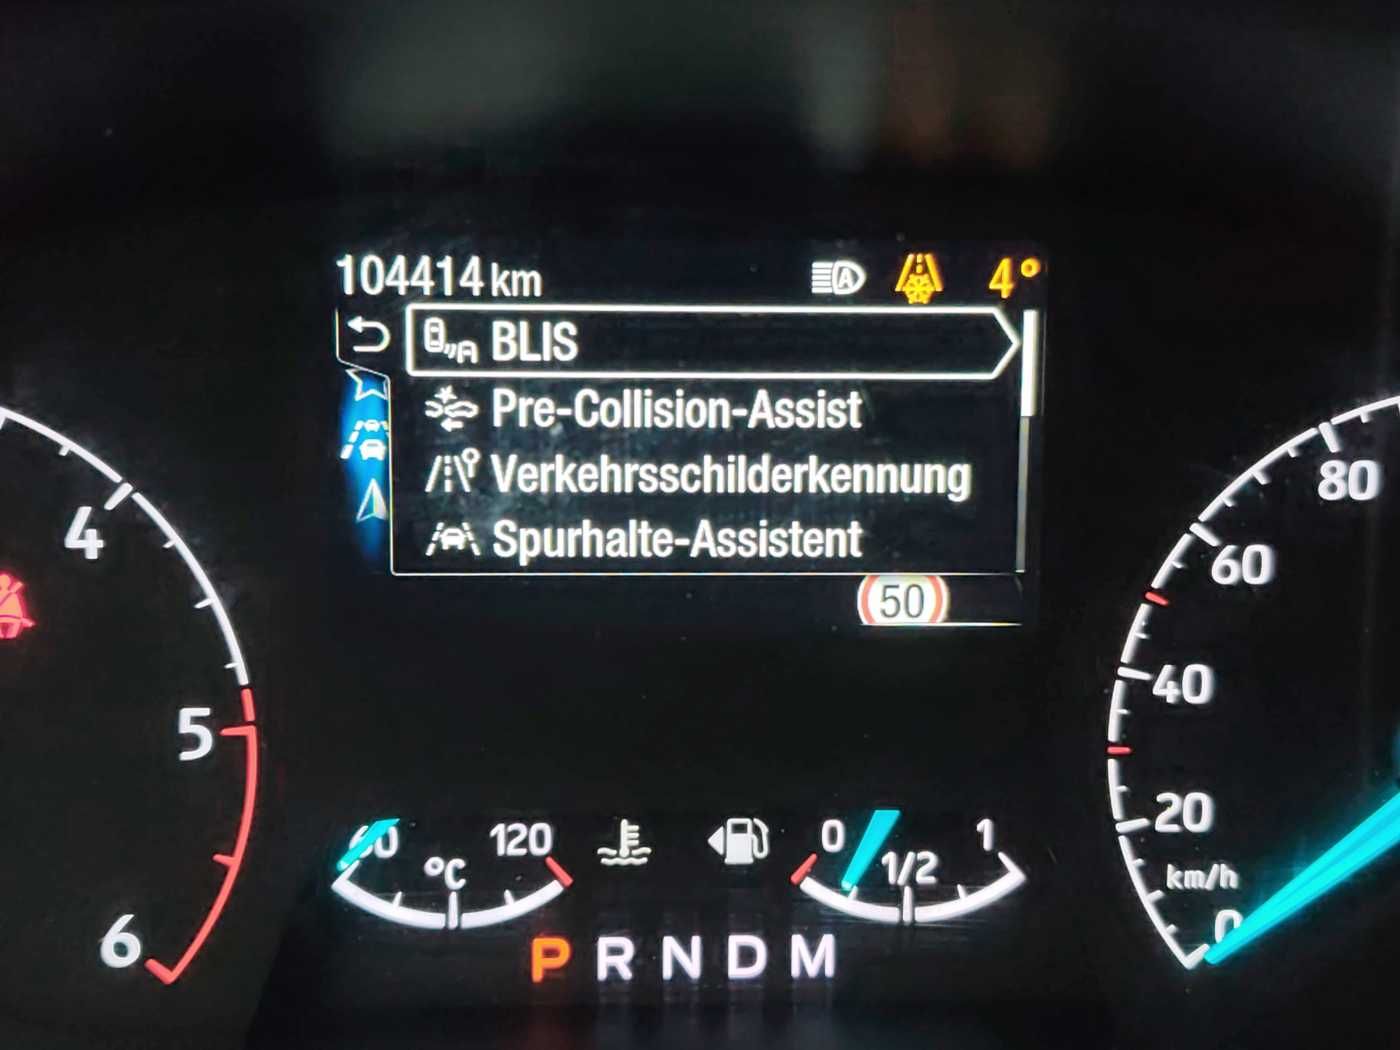 104414 km 4°
BLIS
Pre-Collision-Assist
Verkehrsschilderkennung
Spurhalte-Assistent
50
4
5
6
80
60
40
20
km/h
0
60 120
°C
0 1/2 1
P R N D M